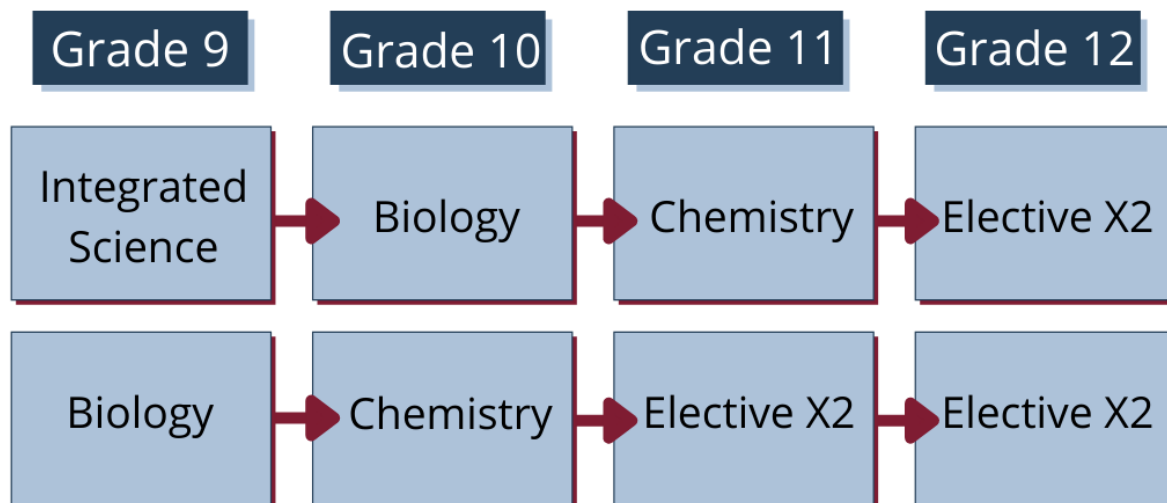 Grade 9
Grade 10
Grade 11
Grade 12
Integrated
Science
Biology
Chemistry
Elective X2
Biology
Chemistry
Elective X2
Elective X2